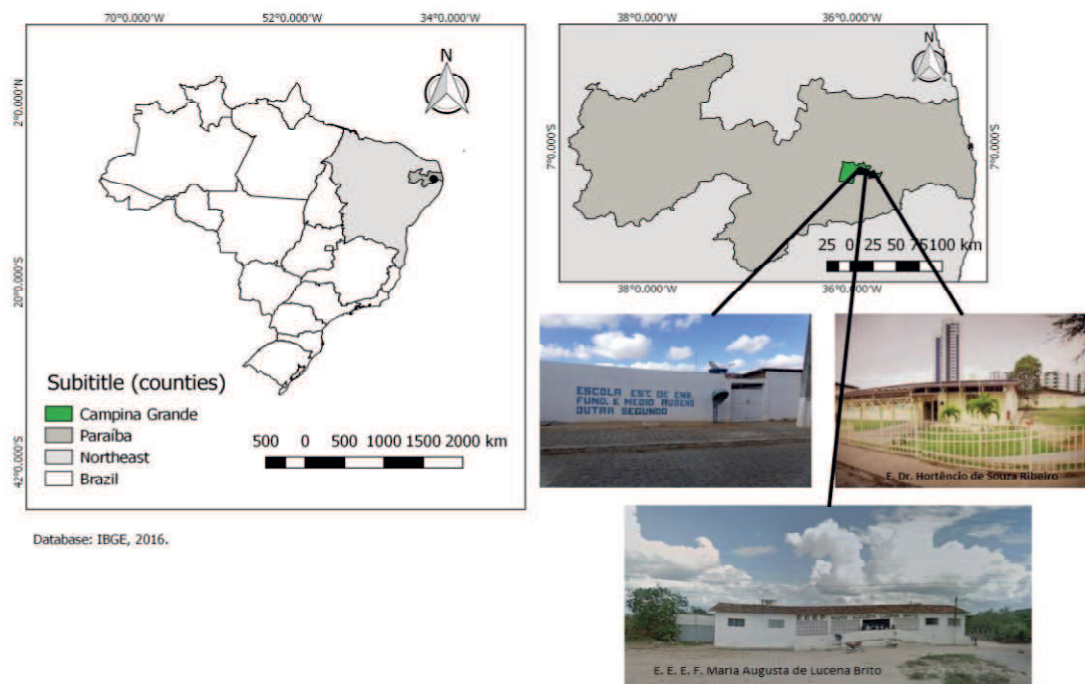 70°0.000'W 52°0.000'W 34°0.000'W
2°0.000'N
20°0.000'S
42°0.000'S
N
Subititle (counties)
Campina Grande
Paraíba
Northeast
Brazil
500 0 500 1000 1500 2000 km
Database: IBGE, 2016.
38°0.000'W 36°0.000'W
7°0.000'S 7°0.000'S
N
25 0 25 50 75 100 km
38°0.000'W 36°0.000'W
ESCOLA EST. DE ENS.
FUND. E MEDIO RUBENS
DUTRA SEGUNDO
E. Dr. Hortêncio de Souza Ribeiro
E. E. E. F. Maria Augusta de Lucena Brito